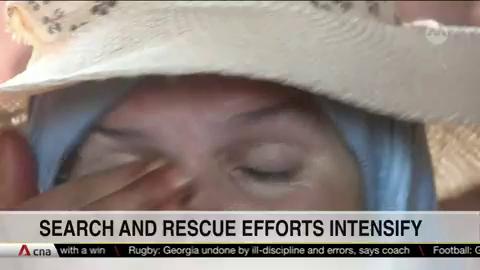 SEARCH AND RESCUE EFFORTS INTENSIFY
cna with a win Rugby: Georgia undone by ill-discipline and errors, says coach Football: G